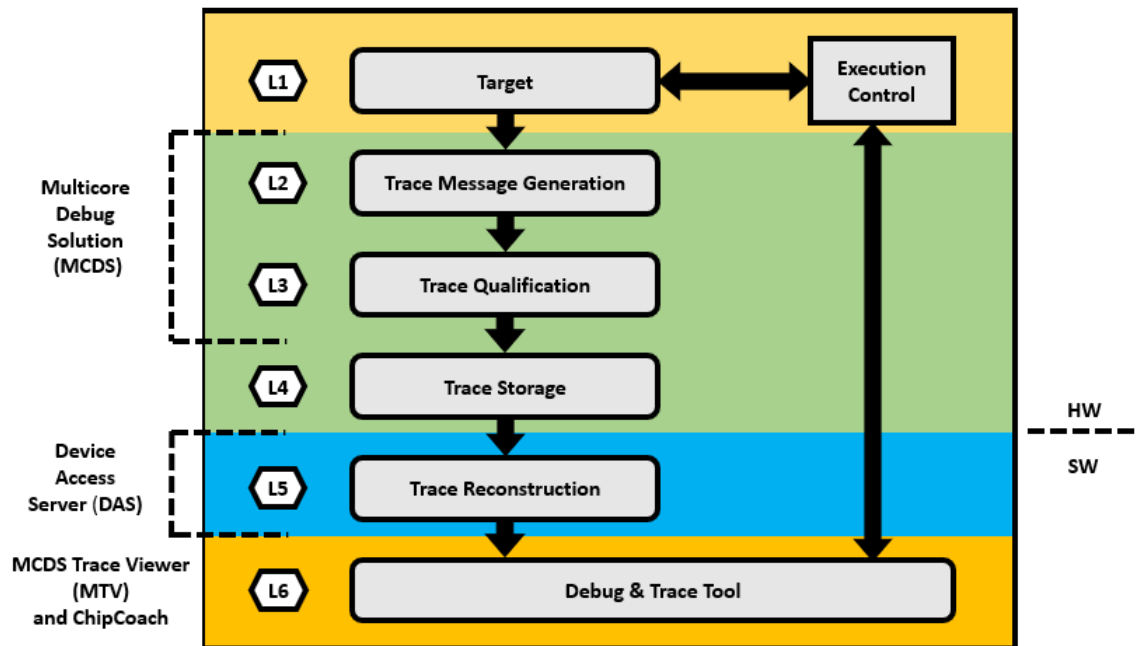 L1
Target
Execution
Control
Multicore
Debug
Solution
(MCDS)
L2
Trace Message Generation
L3
Trace Qualification
L4
Trace Storage
HW
SW
Device
Access
Server (DAS)
L5
Trace Reconstruction
MCDS Trace Viewer
(MTV)
and ChipCoach
L6
Debug & Trace Tool